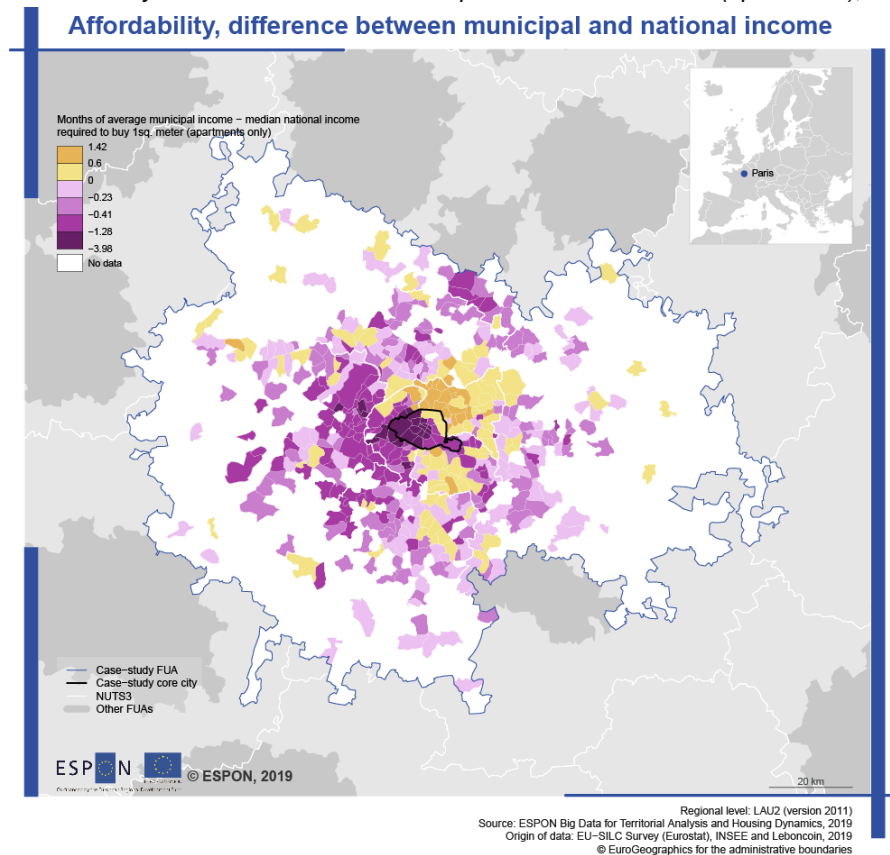 Affordability, difference between municipal and national income
Months of average municipal income − median national income
required to buy 1sq. meter (apartments only)
1.42
0.6
0
−0.23
−0.41
−1.28
−3.98
No data
Paris
Case−study FUA
Case−study core city
NUTS3
Other FUAs
ESPON
© ESPON, 2019
20 km
Regional level: LAU2 (version 2011)
Source: ESPON Big Data for Territorial Analysis and Housing Dynamics, 2019
Origin of data: EU−SILC Survey (Eurostat), INSEE and Leboncoin, 2019
© EuroGeographics for the administrative boundaries